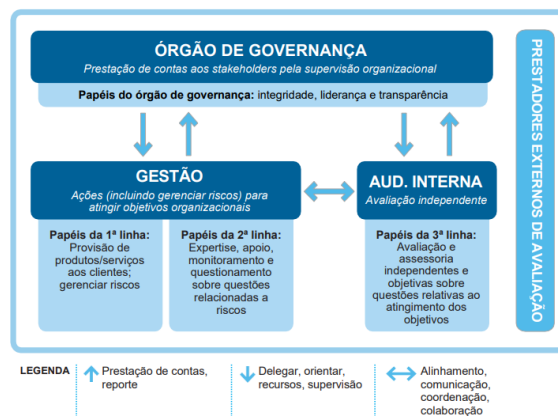 ÓRGÃO DE GOVERNANÇA
Prestação de contas aos stakeholders pela supervisão organizacional
Papéis do órgão de governança: integridade, liderança e transparência
GESTÃO
Ações (incluindo gerenciar riscos) para
atingir objetivos organizacionais
Papéis da 1ª linha:
Provisão de
produtos/serviços
aos clientes;
gerenciar riscos
Papéis da 2ª linha:
Expertise, apoio,
monitoramento e
questionamento
sobre questões
relacionadas a
riscos
AUD. INTERNA
Avaliação independente
Papéis da 3ª linha:
Avaliação e
assessoria
independentes e
objetivas sobre
questões relativas ao
atingimento dos
objetivos
PRESTADORES EXTERNOS DE AVALIAÇÃO
LEGENDA
Prestação de contas,
reporte
Delegar, orientar,
recursos, supervisão
Alinhamento,
comunicação,
coordenação,
colaboração